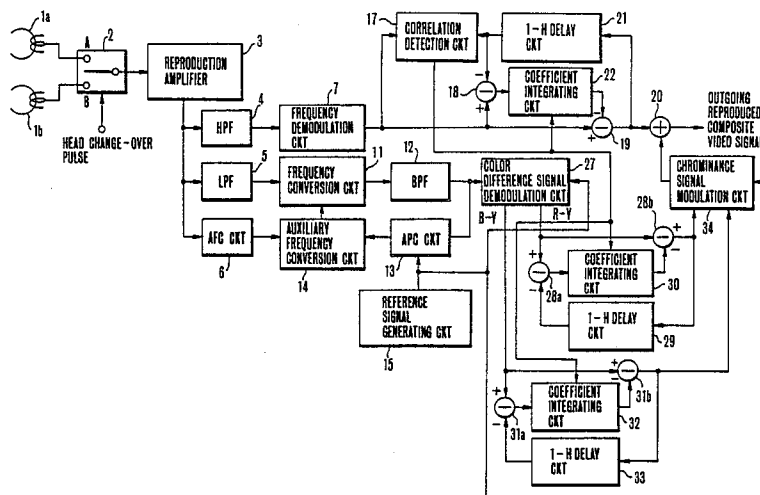 1a
A
2
B
1b
HEAD CHANGE-OVER
PULSE
3
REPRODUCTION
AMPLIFIER
4
HPF
7
FREQUENCY
DEMODULATION
CKT
5
LPF
11
FREQUENCY
CONVERSION CKT
12
BPF
6
AFC CKT
AUXILIARY
FREQUENCY
CONVERSION CKT
14
APC CKT
13
REFERENCE
SIGNAL
GENERATING CKT
15
17
CORRELATION
DETECTION CKT
21
1-H DELAY
CKT
18
-
+
22
COEFFICIENT
INTEGRATING
CKT
-
+
19
20
OUTGOING
REPRODUCED
COMPOSITE
VIDEO SIGNAL
27
COLOR
DIFFERENCE SIGNAL
DEMODULATION CKT
B-Y
R-Y
CHROMINANCE
SIGNAL
MODULATION CKT
34
28b
+
-
+
-
28a
COEFFICIENT
INTEGRATING
CKT
30
1-H DELAY
CKT
29
+
-
31b
+
-
31a
COEFFICIENT
INTEGRATING
CKT
32
1-H DELAY
CKT
33